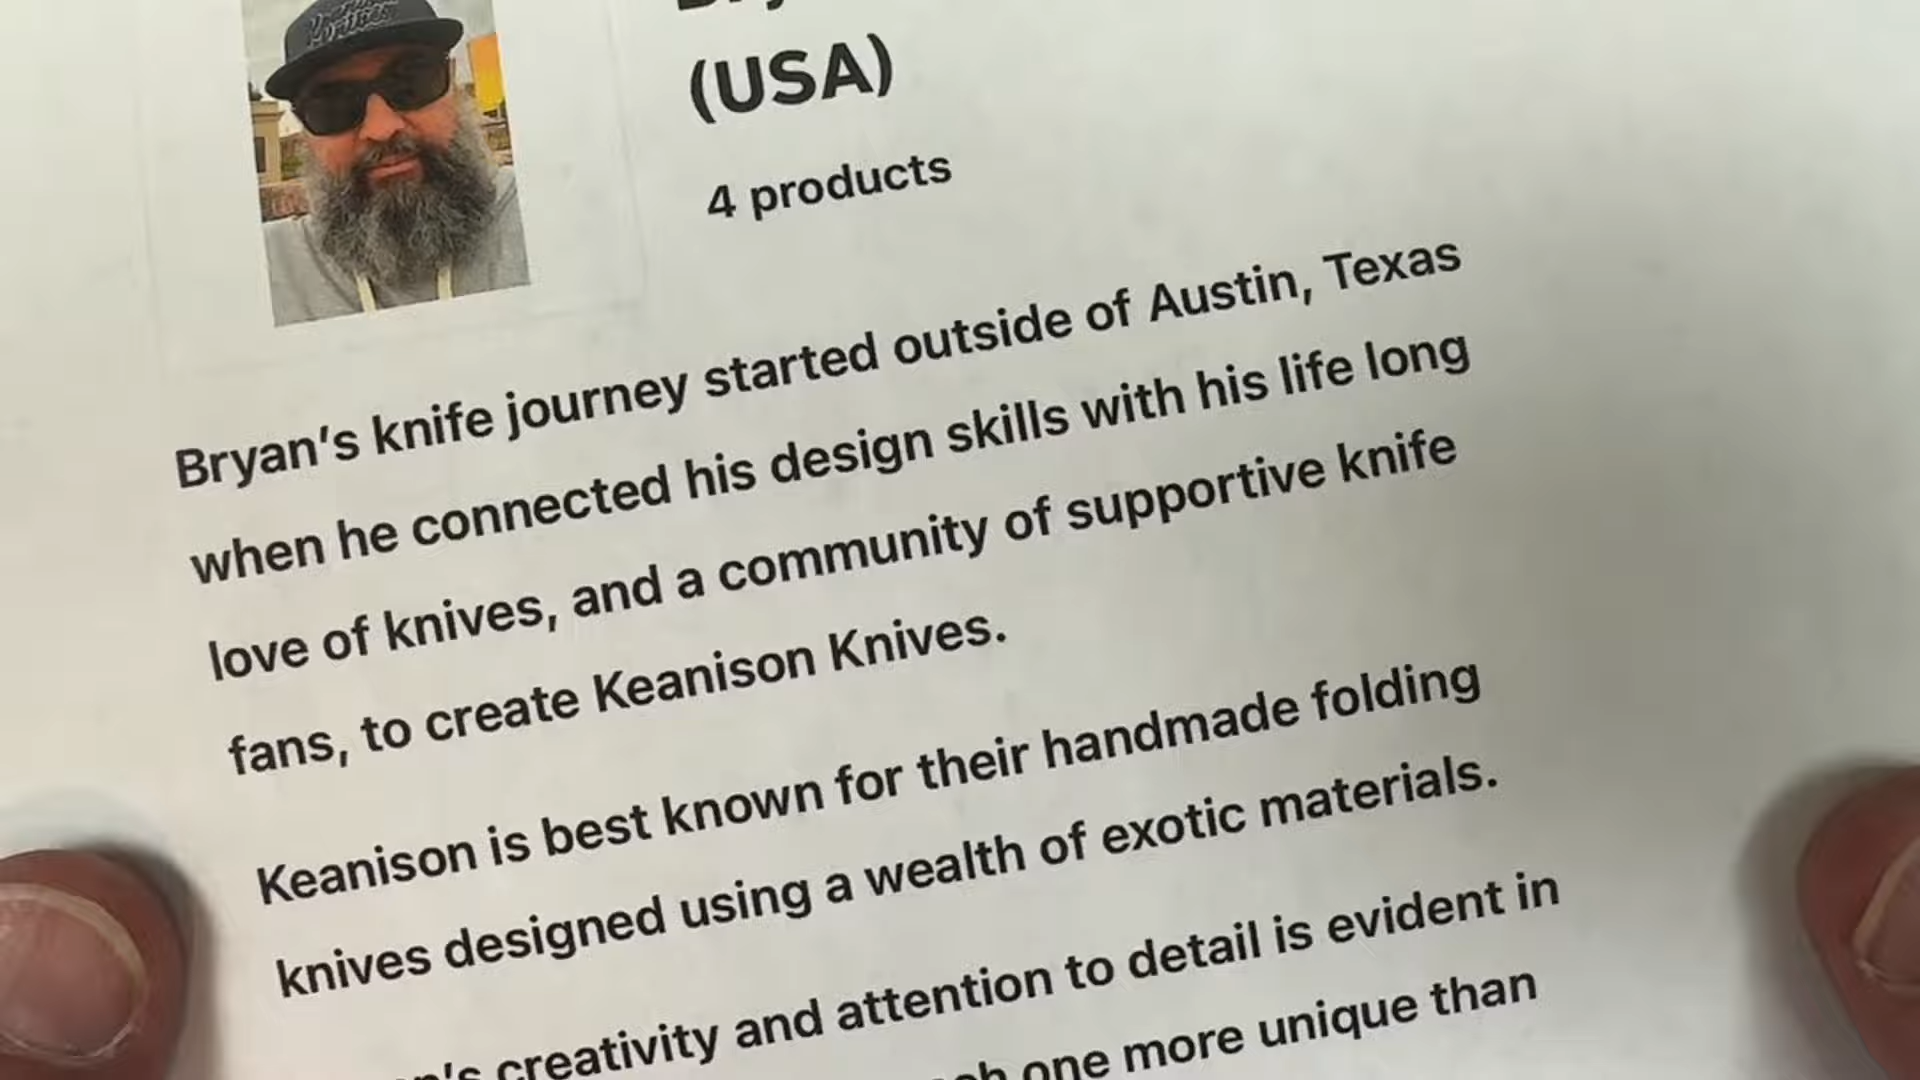 (USA)
4 products
Bryan’s knife journey started outside of Austin, Texas
when he connected his design skills with his life long
love of knives, and a community of supportive knife
fans, to create Keanison Knives.
Keanison is best known for their handmade folding
knives designed using a wealth of exotic materials.
creativity and attention to detail is evident in
one more unique than